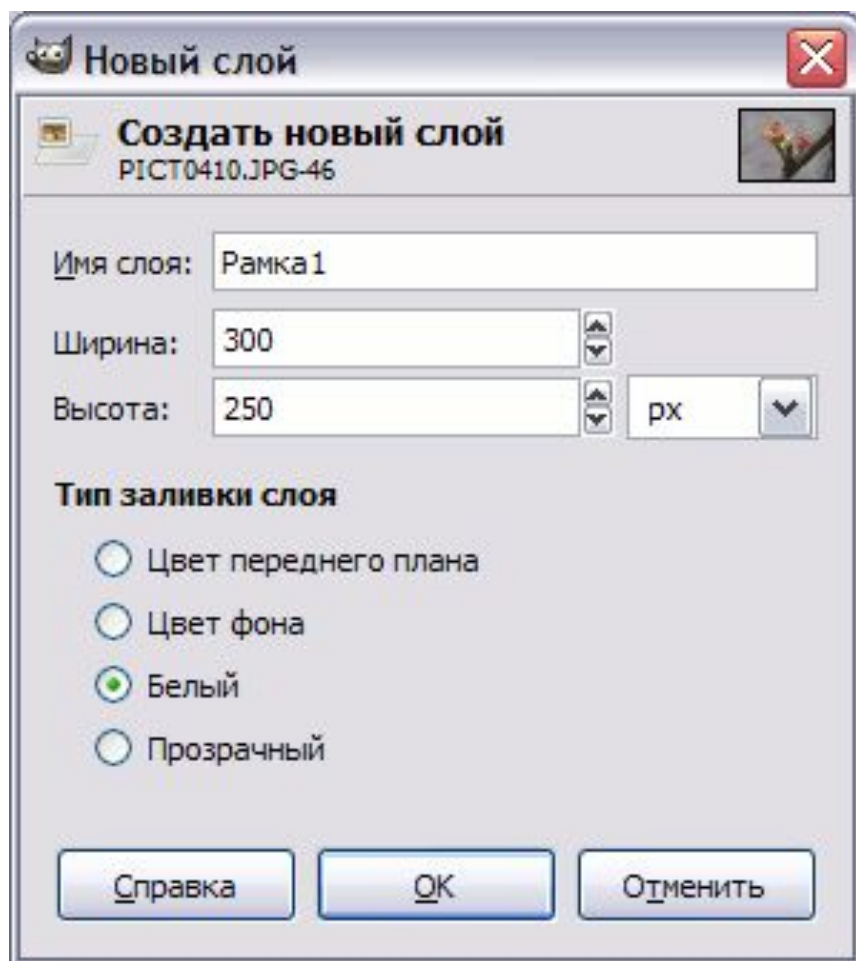 Новый слой
Создать новый слой
PICT0410.JPG-46
Имя слоя: Рамка1
Ширина: 300
Высота: 250 px
Тип заливки слоя
Цвет переднего плана
Цвет фона
Белый
Прозрачный
Справка OK Отменить